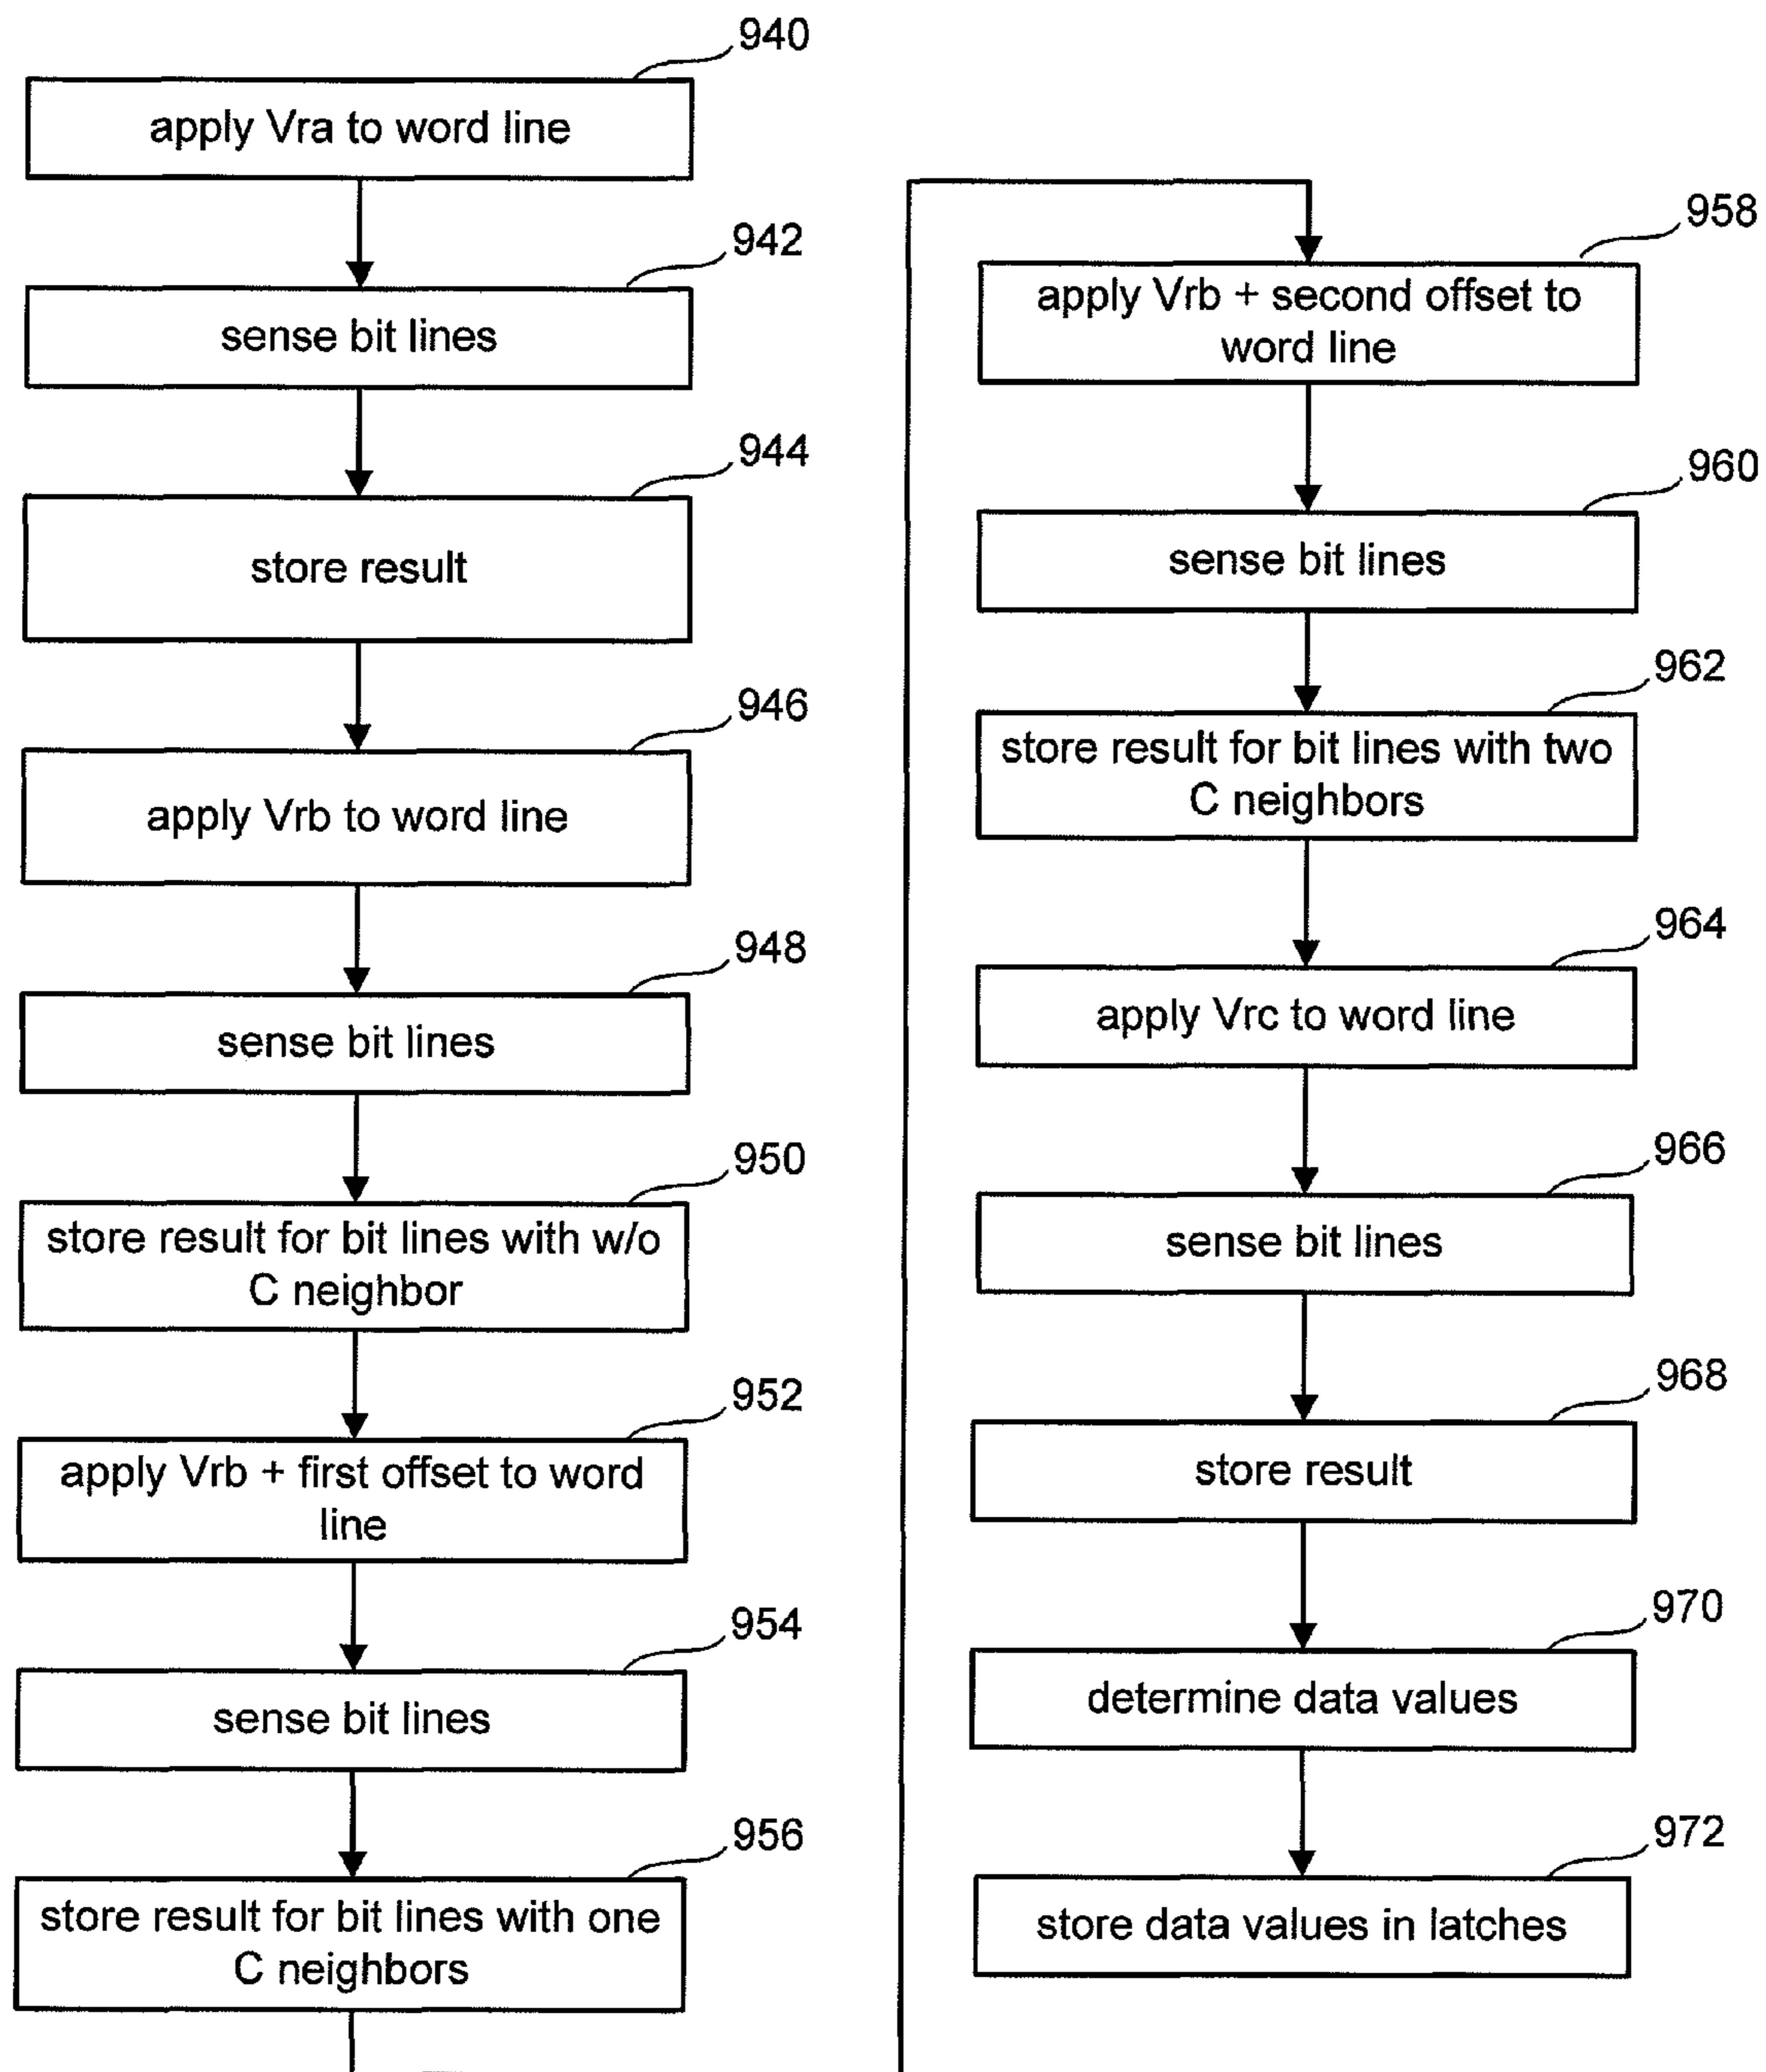 940
apply Vra to word line
942
sense bit lines
944
store result
946
apply Vrb to word line
948
sense bit lines
950
store result for bit lines with w/o
C neighbor
952
apply Vrb + first offset to word
line
954
sense bit lines
956
store result for bit lines with one
C neighbors
958
apply Vrb + second offset to
word line
960
sense bit lines
962
store result for bit lines with two
C neighbors
964
apply Vrc to word line
966
sense bit lines
968
store result
970
determine data values
972
store data values in latches